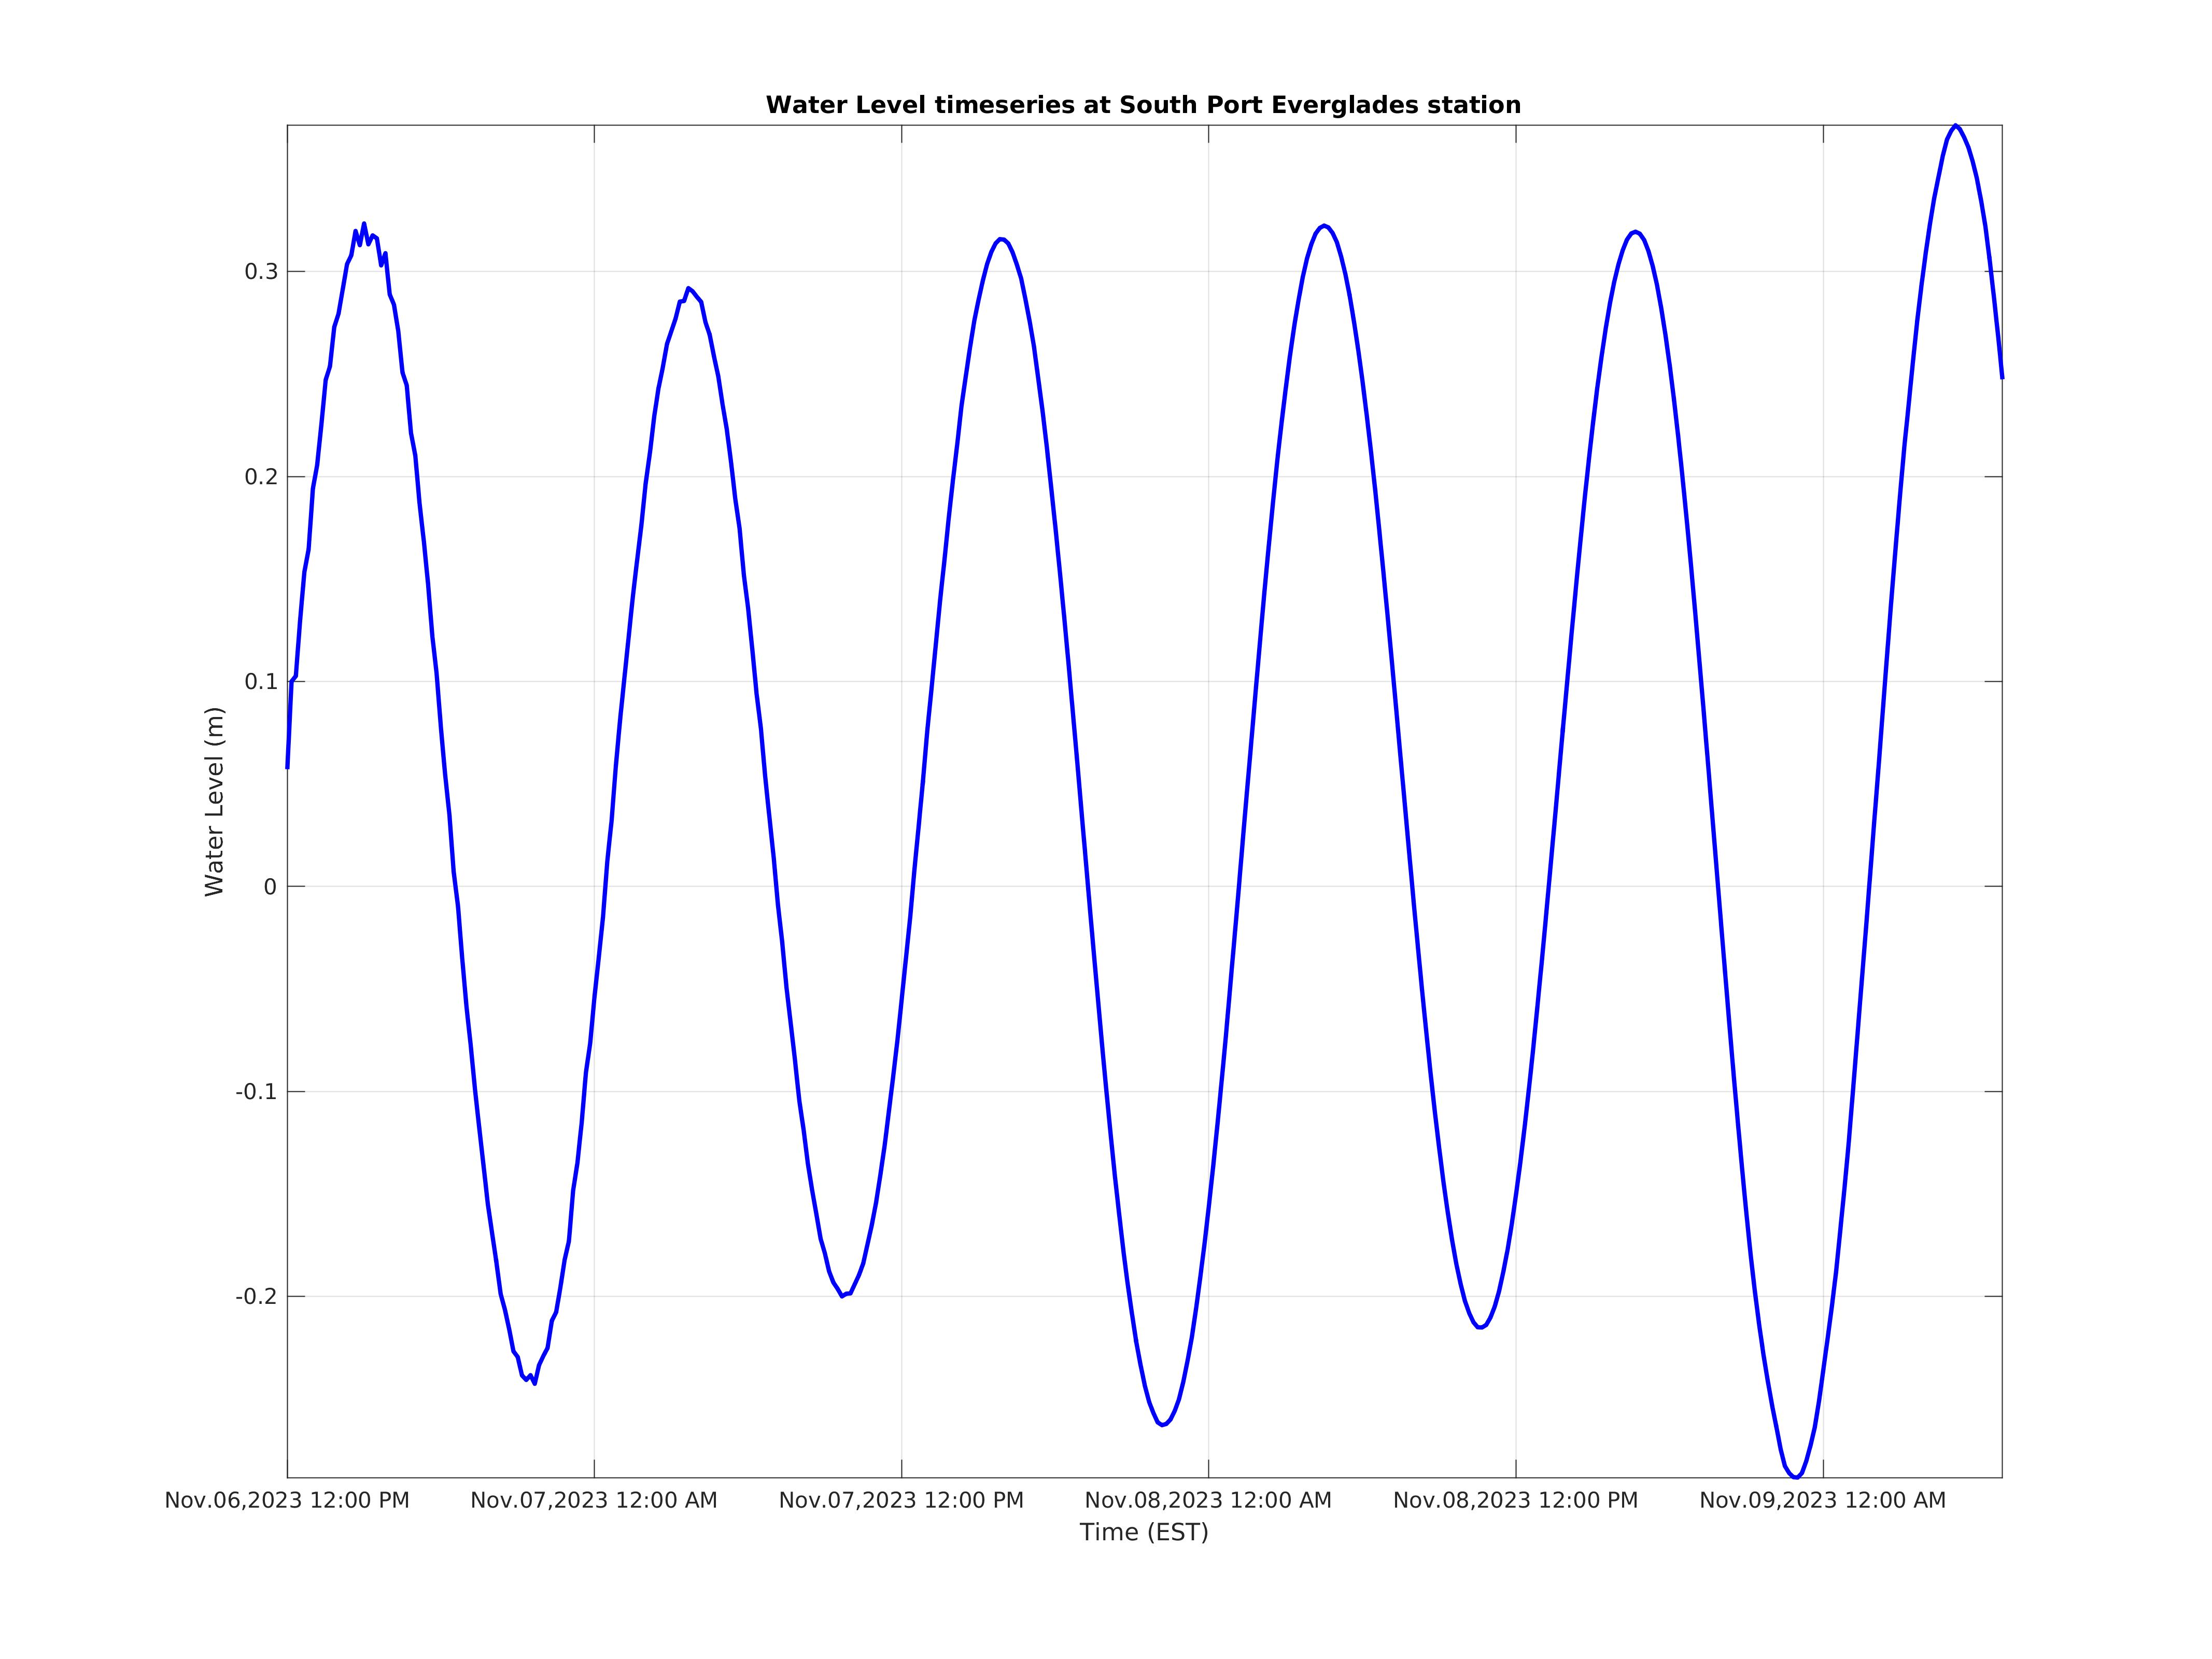 Water Level timeseries at South Port Everglades station
0.3
0.2
0.1
0
-0.1
-0.2
Water Level (m)
Nov.06,2023 12:00 PM
Nov.07,2023 12:00 AM
Nov.07,2023 12:00 PM
Nov.08,2023 12:00 AM
Nov.08,2023 12:00 PM
Nov.09,2023 12:00 AM
Time (EST)